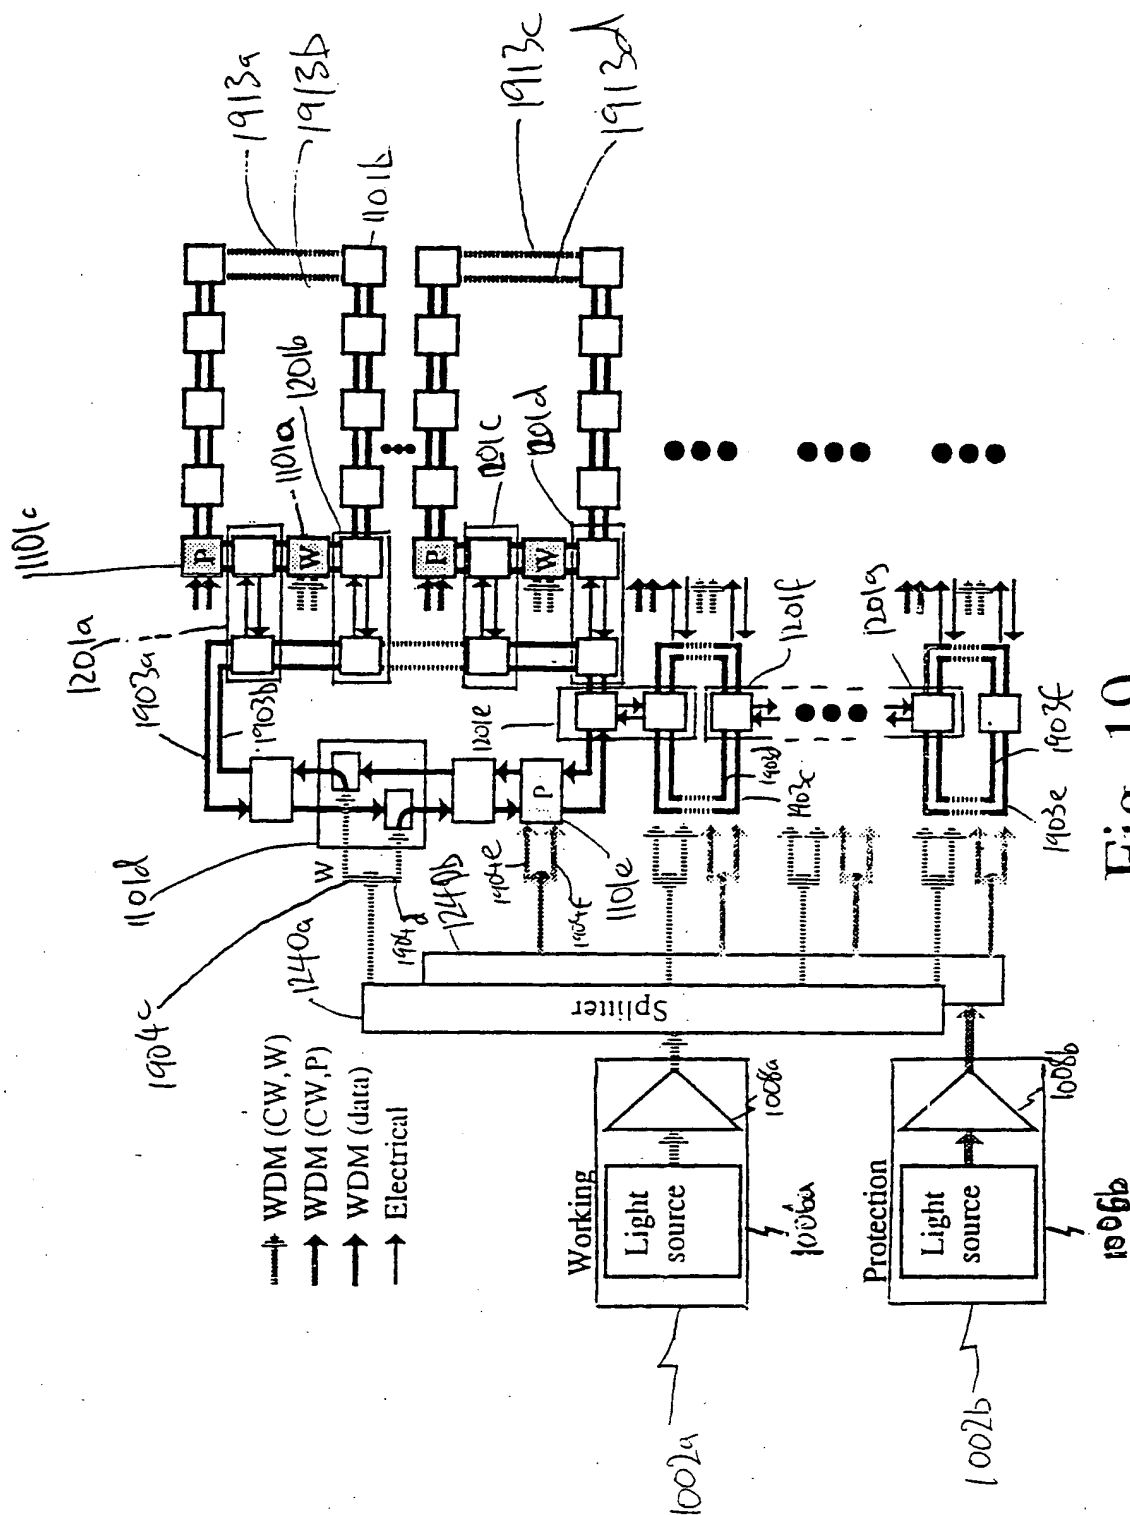 1101c
1201a
1903a
1903b
1913a
1913b
1101b
1101a
1201b
P
W
1913c
1913d
1201c
1201d
P
W
1101d
1904c
W
1904d
1240a
1240b
1904e
1904f
P
1101e
1201e
1201f
1201g
1903d
1903c
1903e
1903f
Splitter
WDM (CW,W)
WDM (CW,P)
WDM (data)
Electrical
Working
Light
source
1006a
1008a
1002a
Protection
Light
source
1006b
1008b
1002b